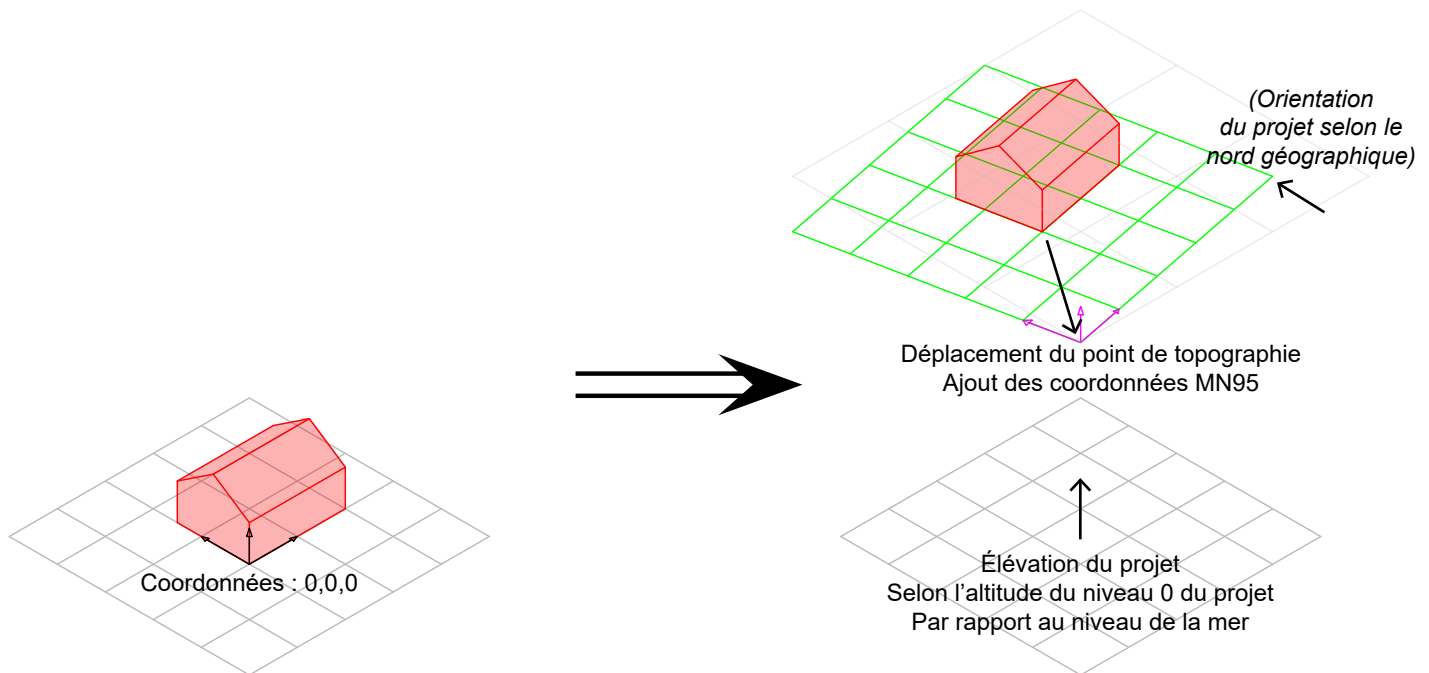 (Orientation
du projet selon le
nord géographique)
Déplacement du point de topographie
Ajout des coordonnées MN95
Coordonnées : 0,0,0
Élévation du projet
Selon l’altitude du niveau 0 du projet
Par rapport au niveau de la mer